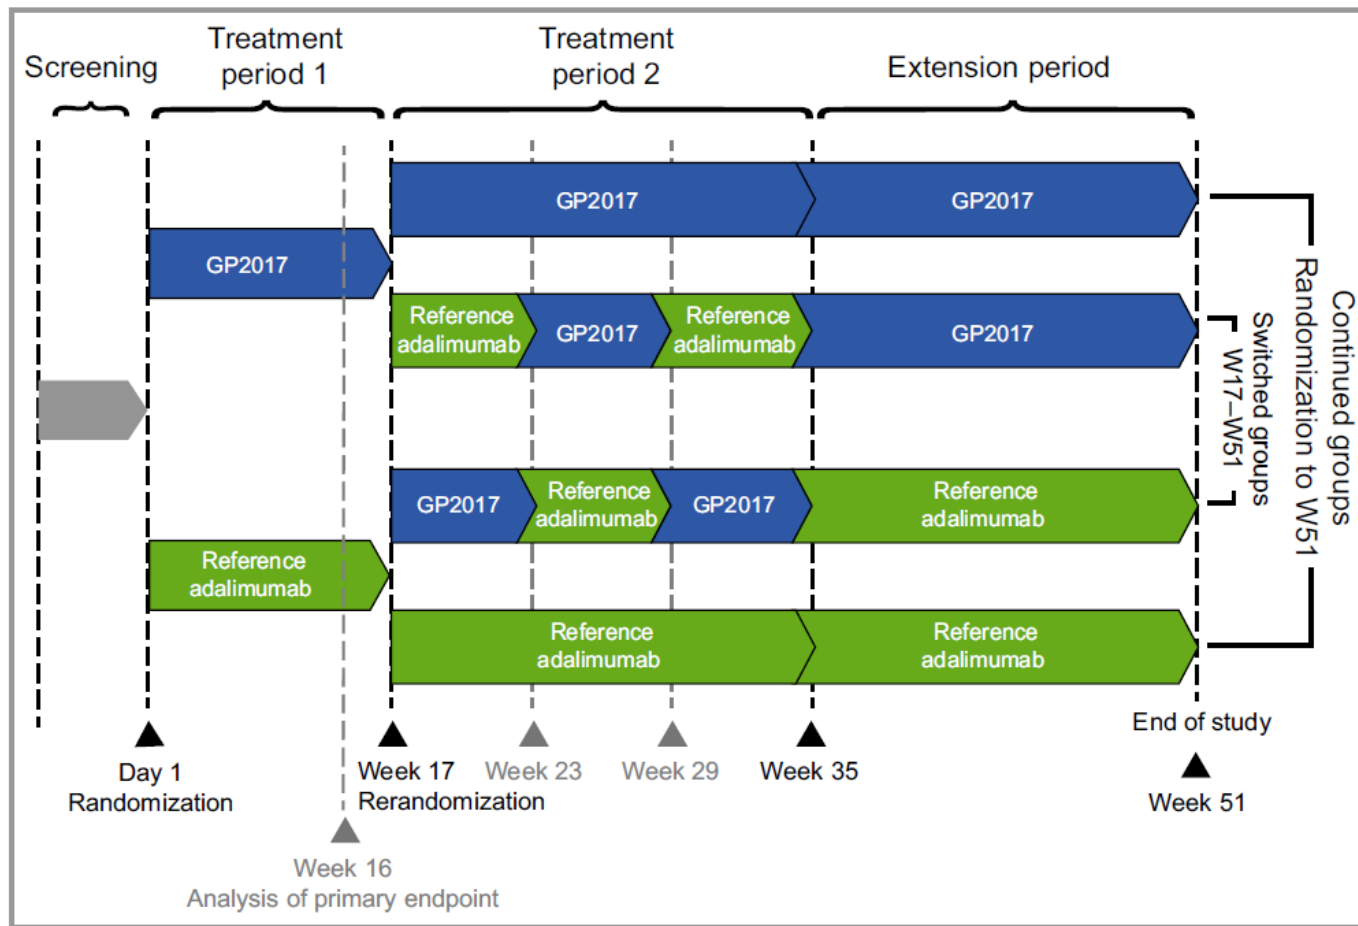 Screening
Treatment
period 1
Treatment
period 2
Extension period
GP2017
GP2017
GP2017
Reference
adalimumab
GP2017
Reference
adalimumab
GP2017
GP2017
Reference
adalimumab
GP2017
Reference
adalimumab
Reference
adalimumab
Reference
adalimumab
Reference
adalimumab
Switched groups
W17–W51
Continued groups
Randomization to W51
Day 1
Randomization
Week 16
Analysis of primary endpoint
Week 17
Rerandomization
Week 23
Week 29
Week 35
End of study
Week 51